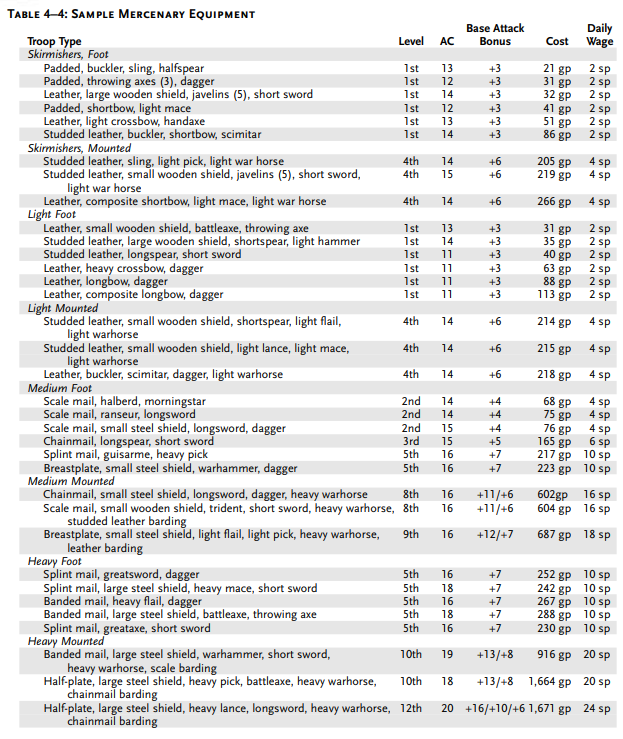 TABLE 4–4: SAMPLE MERCENARY EQUIPMENT
Base Attack Daily
Troop Type Level AC Bonus Cost Wage
Skirmishers, Foot
Padded, buckler, sling, halfspear 1st 13 +3 21 gp 2 sp
Padded, throwing axes (3), dagger 1st 12 +3 31 gp 2 sp
Leather, large wooden shield, javelins (5), short sword 1st 14 +3 32 gp 2 sp
Padded, shortbow, light mace 1st 12 +3 41 gp 2 sp
Leather, light crossbow, handaxe 1st 13 +3 51 gp 2 sp
Studded leather, buckler, shortbow, scimitar 1st 14 +3 86 gp 2 sp
Skirmishers, Mounted
Studded leather, sling, light pick, light war horse 4th 14 +6 205 gp 4 sp
Studded leather, small wooden shield, javelins (5), short sword, 4th 15 +6 219 gp 4 sp
light war horse
Leather, composite shortbow, light mace, light war horse 4th 14 +6 266 gp 4 sp
Light Foot
Leather, small wooden shield, battleaxe, throwing axe 1st 13 +3 31 gp 2 sp
Studded leather, large wooden shield, shortspear, light hammer 1st 14 +3 35 gp 2 sp
Studded leather, longspear, short sword 1st 11 +3 40 gp 2 sp
Leather, heavy crossbow, dagger 1st 11 +3 63 gp 2 sp
Leather, longbow, dagger 1st 11 +3 88 gp 2 sp
Leather, composite longbow, dagger 1st 11 +3 113 gp 2 sp
Light Mounted
Studded leather, small wooden shield, shortspear, light flail, 4th 14 +6 214 gp 4 sp
light warhorse
Studded leather, small wooden shield, light lance, light mace, 4th 14 +6 215 gp 4 sp
light warhorse
Leather, buckler, scimitar, dagger, light warhorse 4th 14 +6 218 gp 4 sp
Medium Foot
Scale mail, halberd, morningstar 2nd 14 +4 68 gp 4 sp
Scale mail, ranseur, longsword 2nd 14 +4 75 gp 4 sp
Scale mail, small steel shield, longsword, dagger 2nd 15 +4 76 gp 4 sp
Chainmail, longspear, short sword 3rd 15 +5 165 gp 6 sp
Splint mail, guisarme, heavy pick 5th 16 +7 217 gp 10 sp
Breastplate, small steel shield, warhammer, dagger 5th 16 +7 223 gp 10 sp
Medium Mounted
Chainmail, small steel shield, longsword, dagger, heavy warhorse 8th 16 +11/+6 602gp 16 sp
Scale mail, small wooden shield, trident, short sword, heavy warhorse, 8th 16 +11/+6 604 gp 16 sp
studded leather barding
Breastplate, small steel shield, light flail, light pick, heavy warhorse, 9th 16 +12/+7 687 gp 18 sp
leather barding
Heavy Foot
Splint mail, greatsword, dagger 5th 16 +7 252 gp 10 sp
Splint mail, large steel shield, heavy mace, short sword 5th 18 +7 242 gp 10 sp
Banded mail, heavy flail, dagger 5th 16 +7 267 gp 10 sp
Banded mail, large steel shield, battleaxe, throwing axe 5th 18 +7 288 gp 10 sp
Splint mail, greataxe, short sword 5th 16 +7 230 gp 10 sp
Heavy Mounted
Banded mail, large steel shield, warhammer, short sword, 10th 19 +13/+8 916 gp 20 sp
heavy warhorse, scale barding
Half-plate, large steel shield, heavy pick, battleaxe, heavy warhorse, 10th 18 +13/+8 1,664 gp 20 sp
chainmail barding
Half-plate, large steel shield, heavy lance, longsword, heavy warhorse, 12th 20 +16/+10/+6 1,671 gp 24 sp
chainmail barding